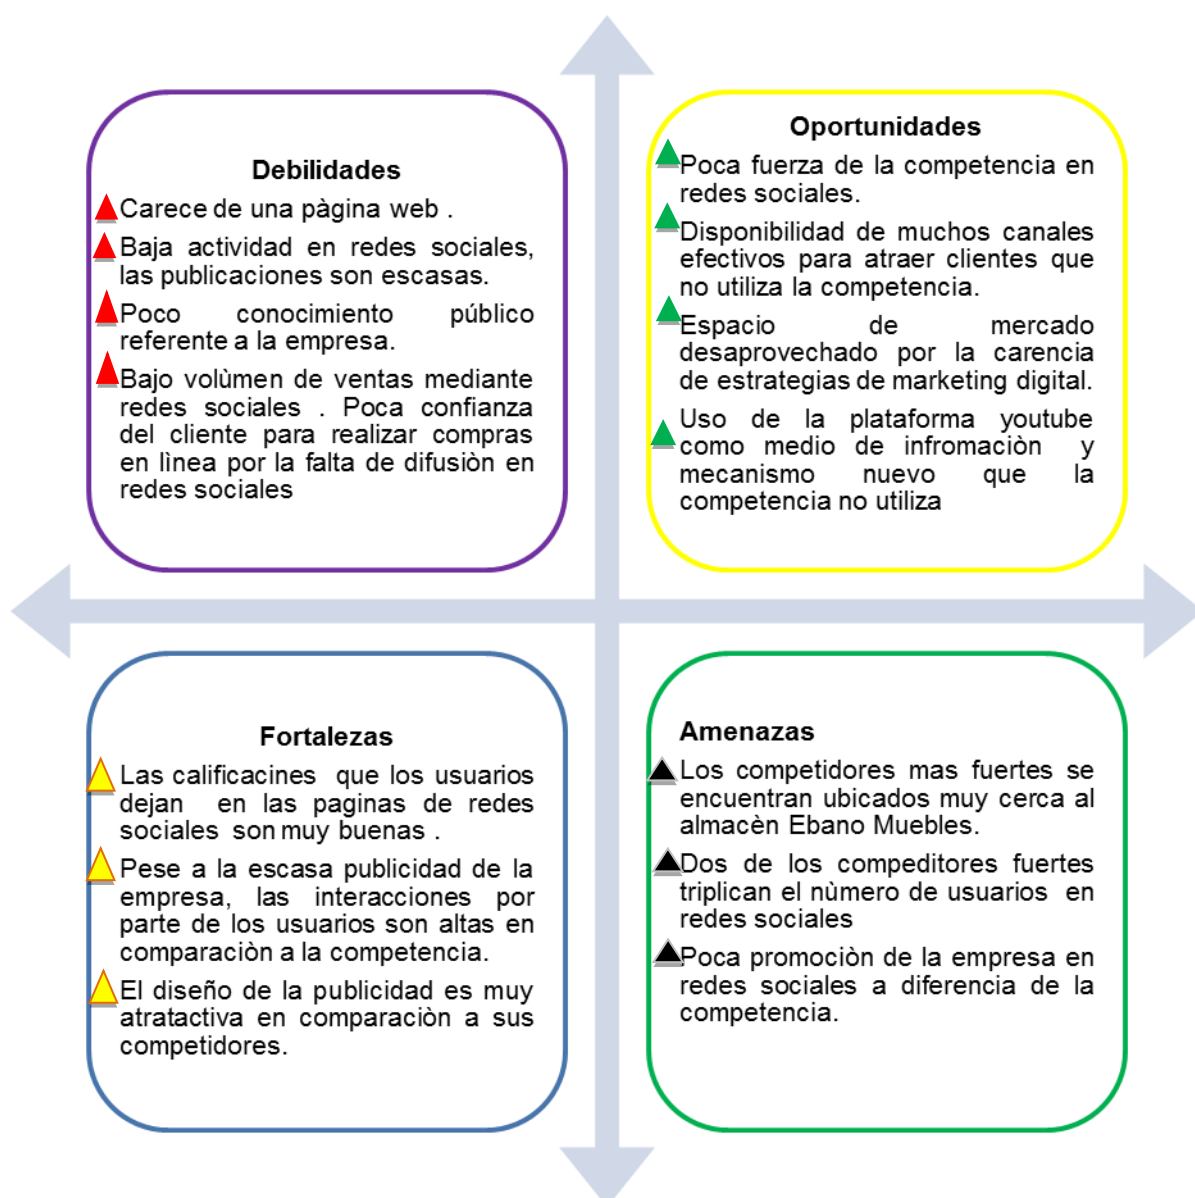 Debilidades
Carece de una pàgina web .
Baja actividad en redes sociales,
las publicaciones son escasas.
Poco conocimiento público
referente a la empresa.
Bajo volùmen de ventas mediante
redes sociales . Poca confianza
del cliente para realizar compras
en lìnea por la falta de difusiòn en
redes sociales
Oportunidades
Poca fuerza de la competencia en
redes sociales.
Disponibilidad de muchos canales
efectivos para atraer clientes que
no utiliza la competencia.
Espacio de mercado
desaprovechado por la carencia
de estrategias de marketing digital.
Uso de la plataforma youtube
como medio de infromaciòn y
mecanismo nuevo que la
competencia no utiliza
Fortalezas
Las calificacines que los usuarios
dejan en las paginas de redes
sociales son muy buenas .
Pese a la escasa publicidad de la
empresa, las interacciones por
parte de los usuarios son altas en
comparaciòn a la competencia.
El diseño de la publicidad es muy
atratactiva en comparaciòn a sus
competidores.
Amenazas
Los competidores mas fuertes se
encuentran ubicados muy cerca al
almacèn Ebano Muebles.
Dos de los compeditores fuertes
triplican el nùmero de usuarios en
redes sociales
Poca promociòn de la empresa en
redes sociales a diferencia de la
competencia.